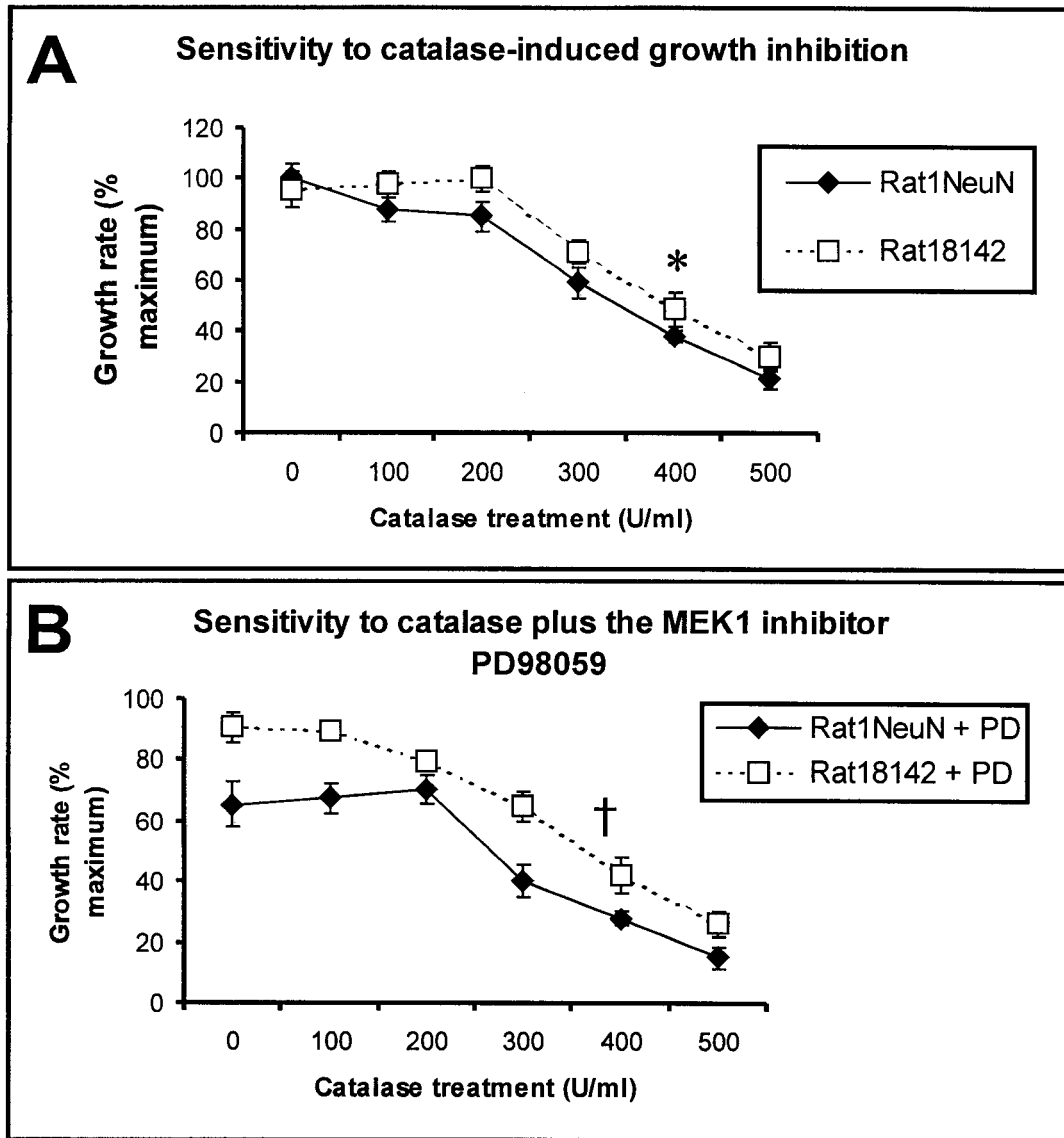 A
Sensitivity to catalase-induced growth inhibition
120
100
80
60
40
20
0
Growth rate (%
maximum)
0 100 200 300 400 500
Catalase treatment (U/ml)
*
Rat1NeuN
Rat18142
B
Sensitivity to catalase plus the MEK1 inhibitor
PD98059
100
80
60
40
20
0
Growth rate (%
maximum)
0 100 200 300 400 500
Catalase treatment (U/ml)
†
Rat1NeuN + PD
Rat18142 + PD